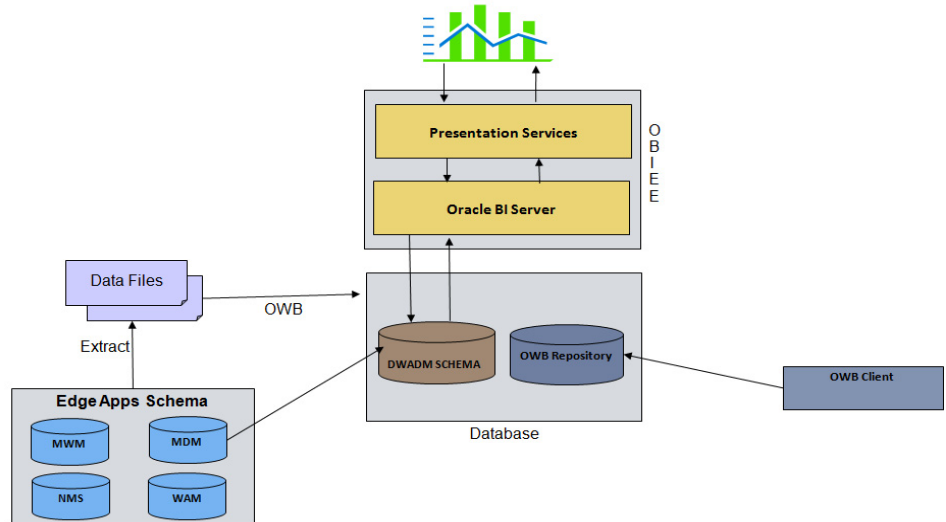 Presentation Services
Oracle BI Server
O
B
I
E
E
Data Files
OWB
Extract
DWADM SCHEMA
OWB Repository
OWB Client
Database
Edge Apps Schema
MWM
MDM
NMS
WAM